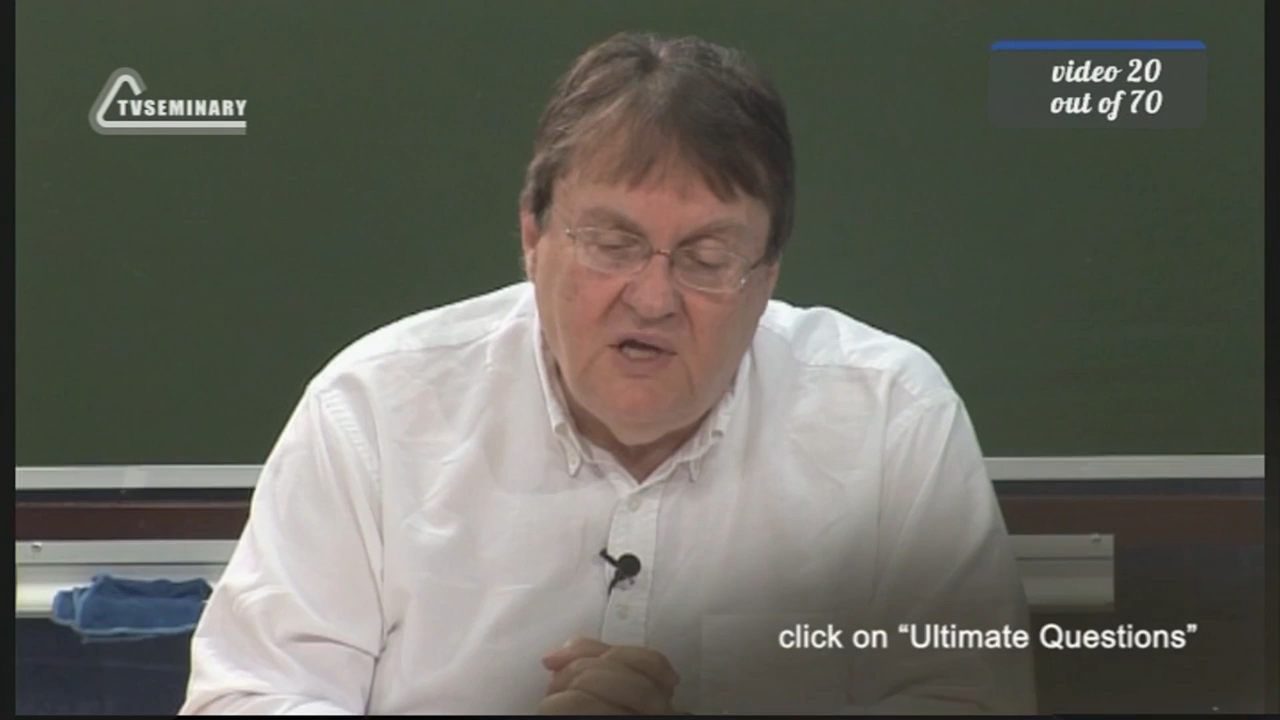 TVSEMINARY
video 20
out of 70
click on “Ultimate Questions”